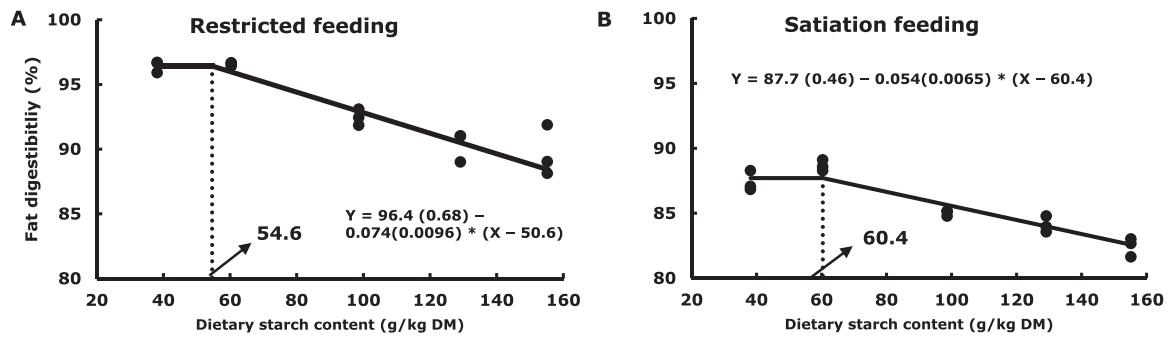 A
Restricted feeding
100
95
90
85
80
Fat digestibitliy (%)
Y = 96.4 (0.68) −
0.074(0.0096) * (X − 50.6)
54.6
20 40 60 80 100 120 140 160
Dietary starch content (g/kg DM)
B
Satiation feeding
100
95
90
85
80
Y = 87.7 (0.46) − 0.054(0.0065) * (X − 60.4)
60.4
20 40 60 80 100 120 140 160
Dietary starch content (g/kg DM)